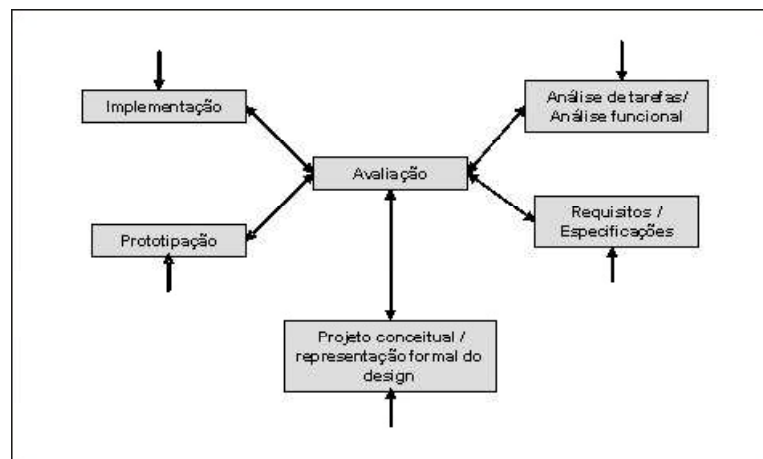 Implementação
Análise de tarefas/
Análise funcional
Avaliação
Prototipação
Requisitos /
Especificações
Projeto conceitual /
representação formal do
design